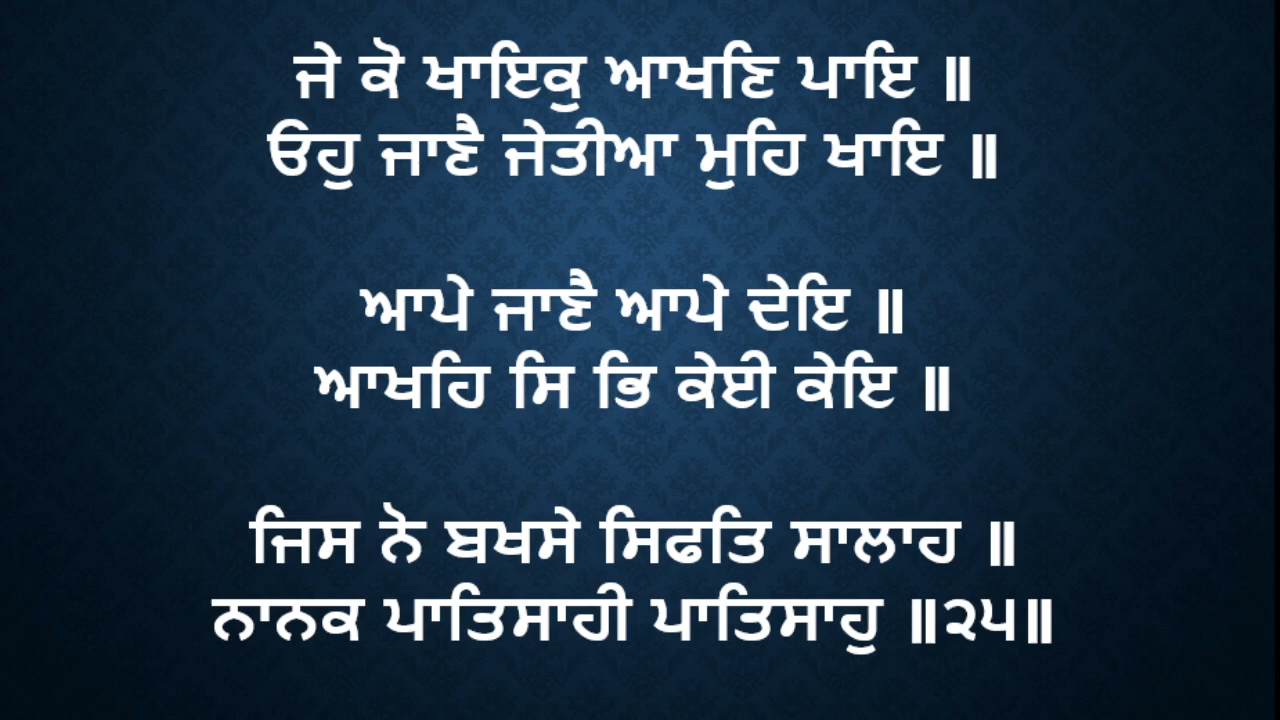 ਜੇ ਕੋ ਖਾਇਕੁ ਆਖਣਿ ਪਾਇ ॥
ਓਹੁ ਜਾਣੈ ਜੇਤੀਆ ਮੁਹਿ ਖਾਇ ॥
ਆਪੇ ਜਾਣੈ ਆਪੇ ਦੇਇ ॥
ਆਖਹਿ ਸਿ ਭਿ ਕੇਈ ਕੇਇ ॥
ਜਿਸ ਨੋ ਬਖਸੇ ਸਿਫਤਿ ਸਾਲਾਹ ॥
ਨਾਨਕ ਪਾਤਿਸਾਹੀ ਪਾਤਿਸਾਹੁ ॥੨੫॥